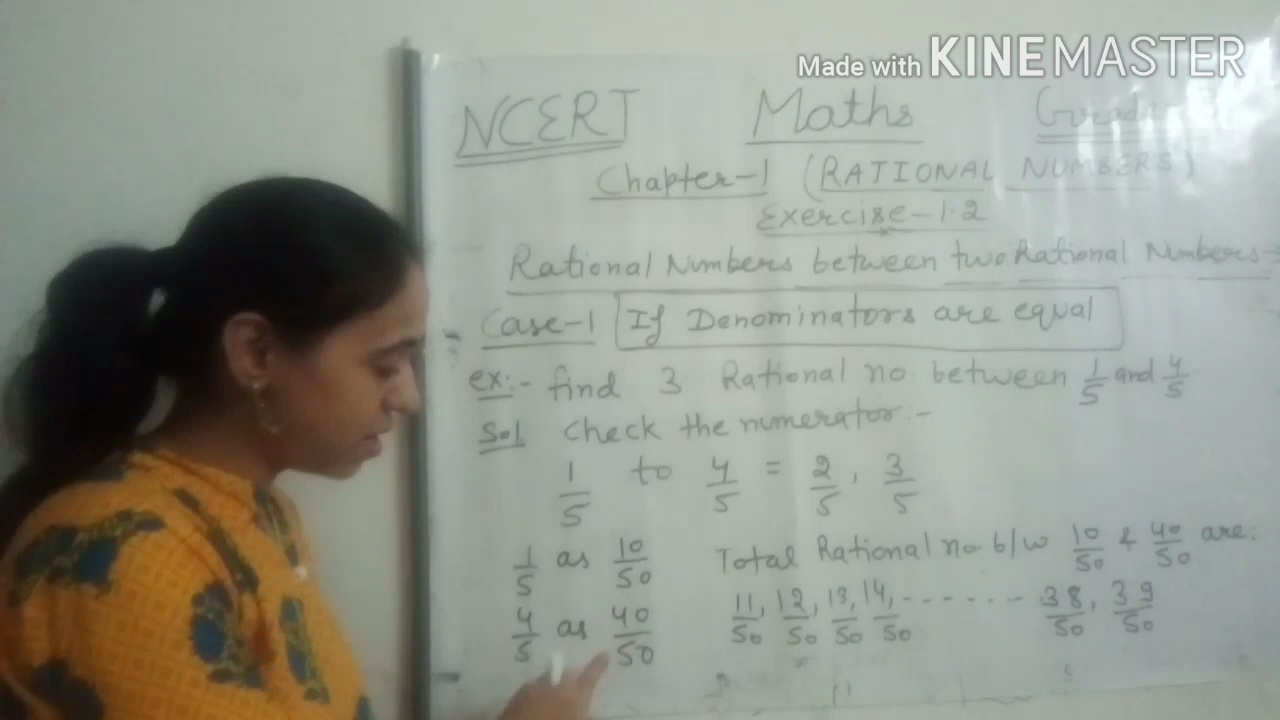 Made with KINEMASTER
NCERT Maths Grade
Chapter-1 (RATIONAL NUMBERS)
Exercise-1.2
Rational Numbers between two Rational Numbers-
Case-1 If Denominators are equal
ex:- find 3 Rational no. between 1/5 and 4/5
Sol Check the numerator:-
1/5 to 4/5 = 2/5, 3/5
1/5 as 10/50 Total Rational no. b/w 10/50 & 40/50 are:
4/5 as 40/50 11/50, 12/50, 13/50, 14/50, ------- 38/50, 39/50